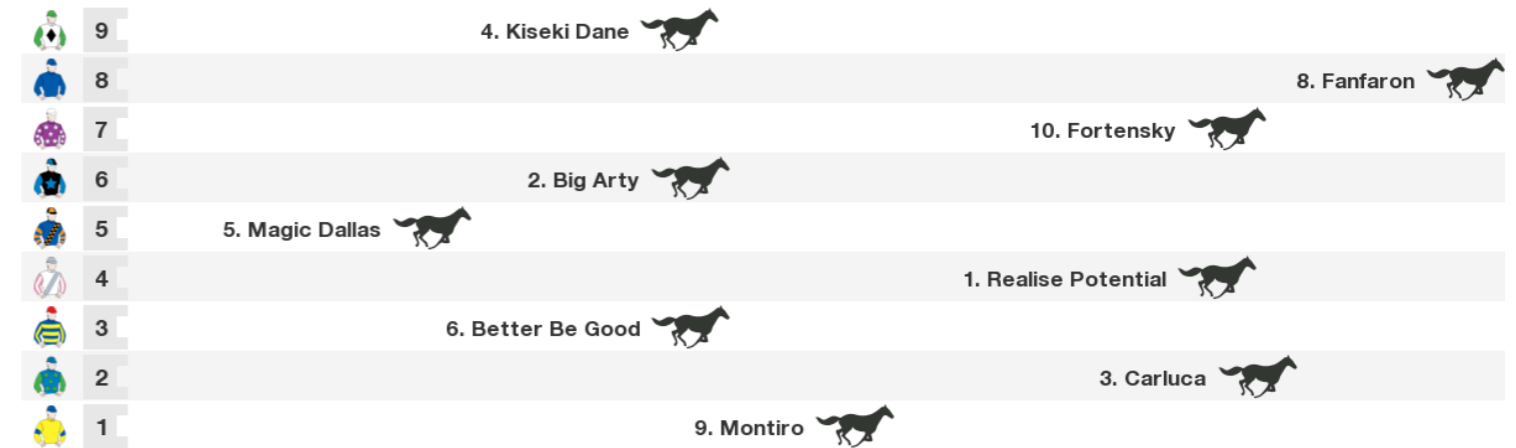 9 4. Kiseki Dane
8 8. Fanfaron
7 10. Fortensky
6 2. Big Arty
5 5. Magic Dallas
4 1. Realise Potential
3 6. Better Be Good
2 3. Carluca
1 9. Montiro